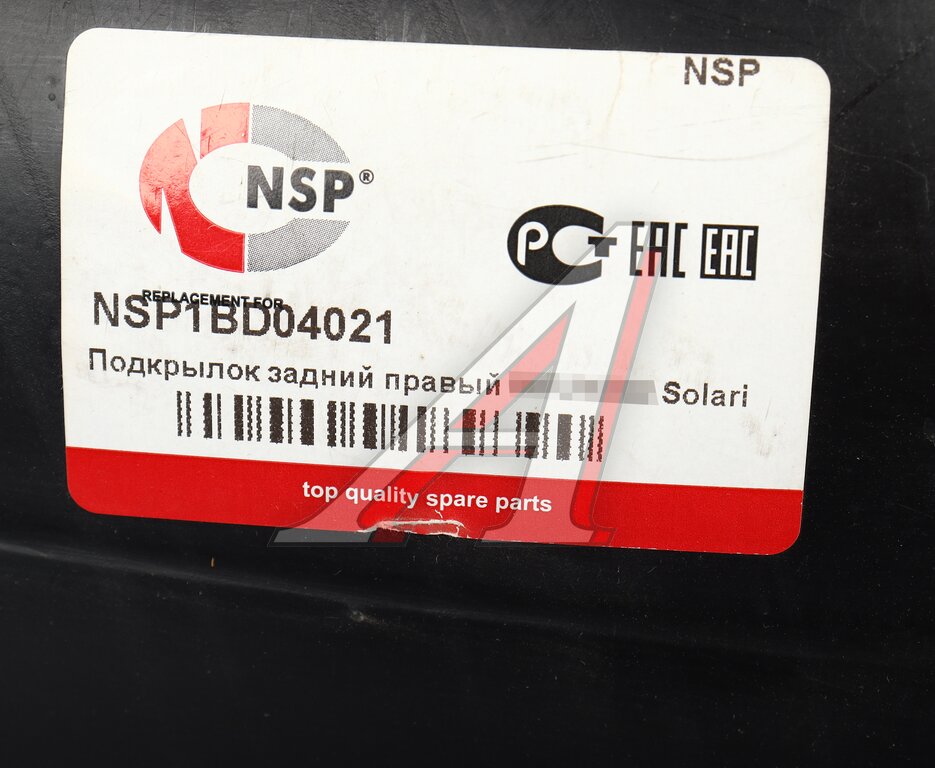 NSP
NSP®
PC+ EAC EAC
REPLACEMENT FOR
NSP1BD04021
Подкрылок задний правый Solari
top quality spare parts